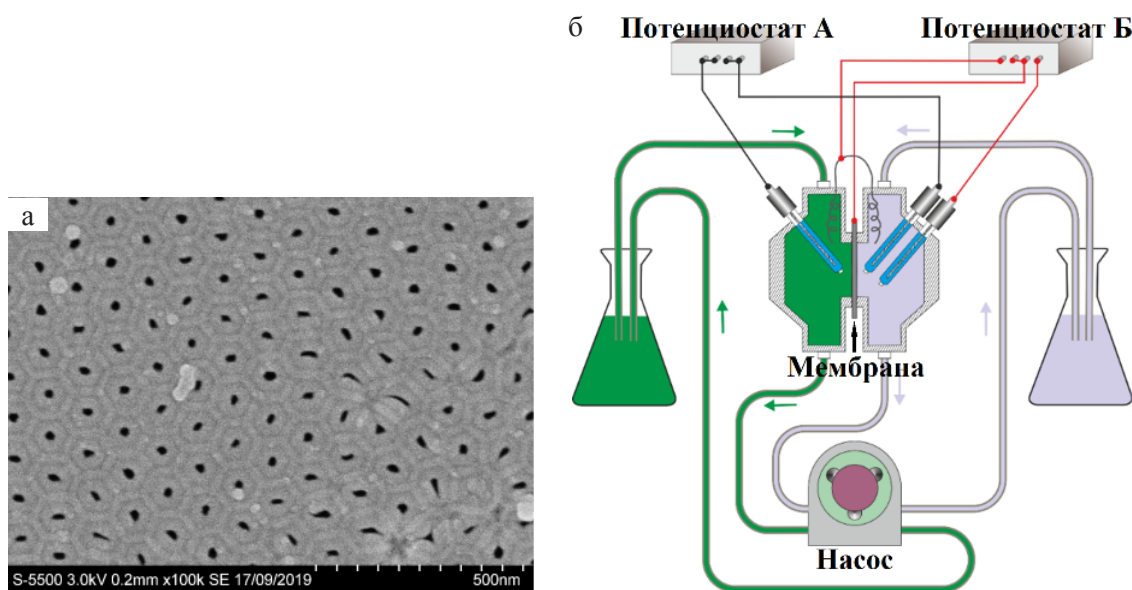 б
Потенциостат А
Потенциостат Б
а
Мембрана
Насос
S-5500 3.0kV 0.2mm x100k SE 17/09/2019
500nm